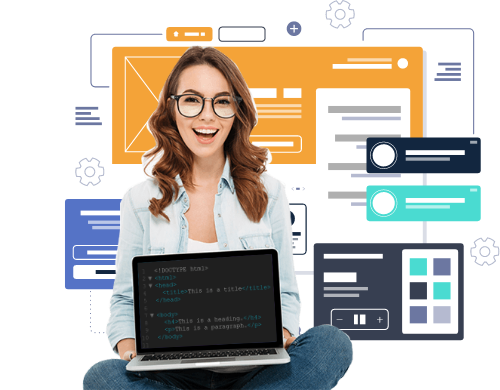 <!DOCTYPE html>
<html>
<head>
<title>This is a title</title>
</head>
<body>
<h1>This is a heading.</h1>
<p>This is a paragraph.</p>
</body>